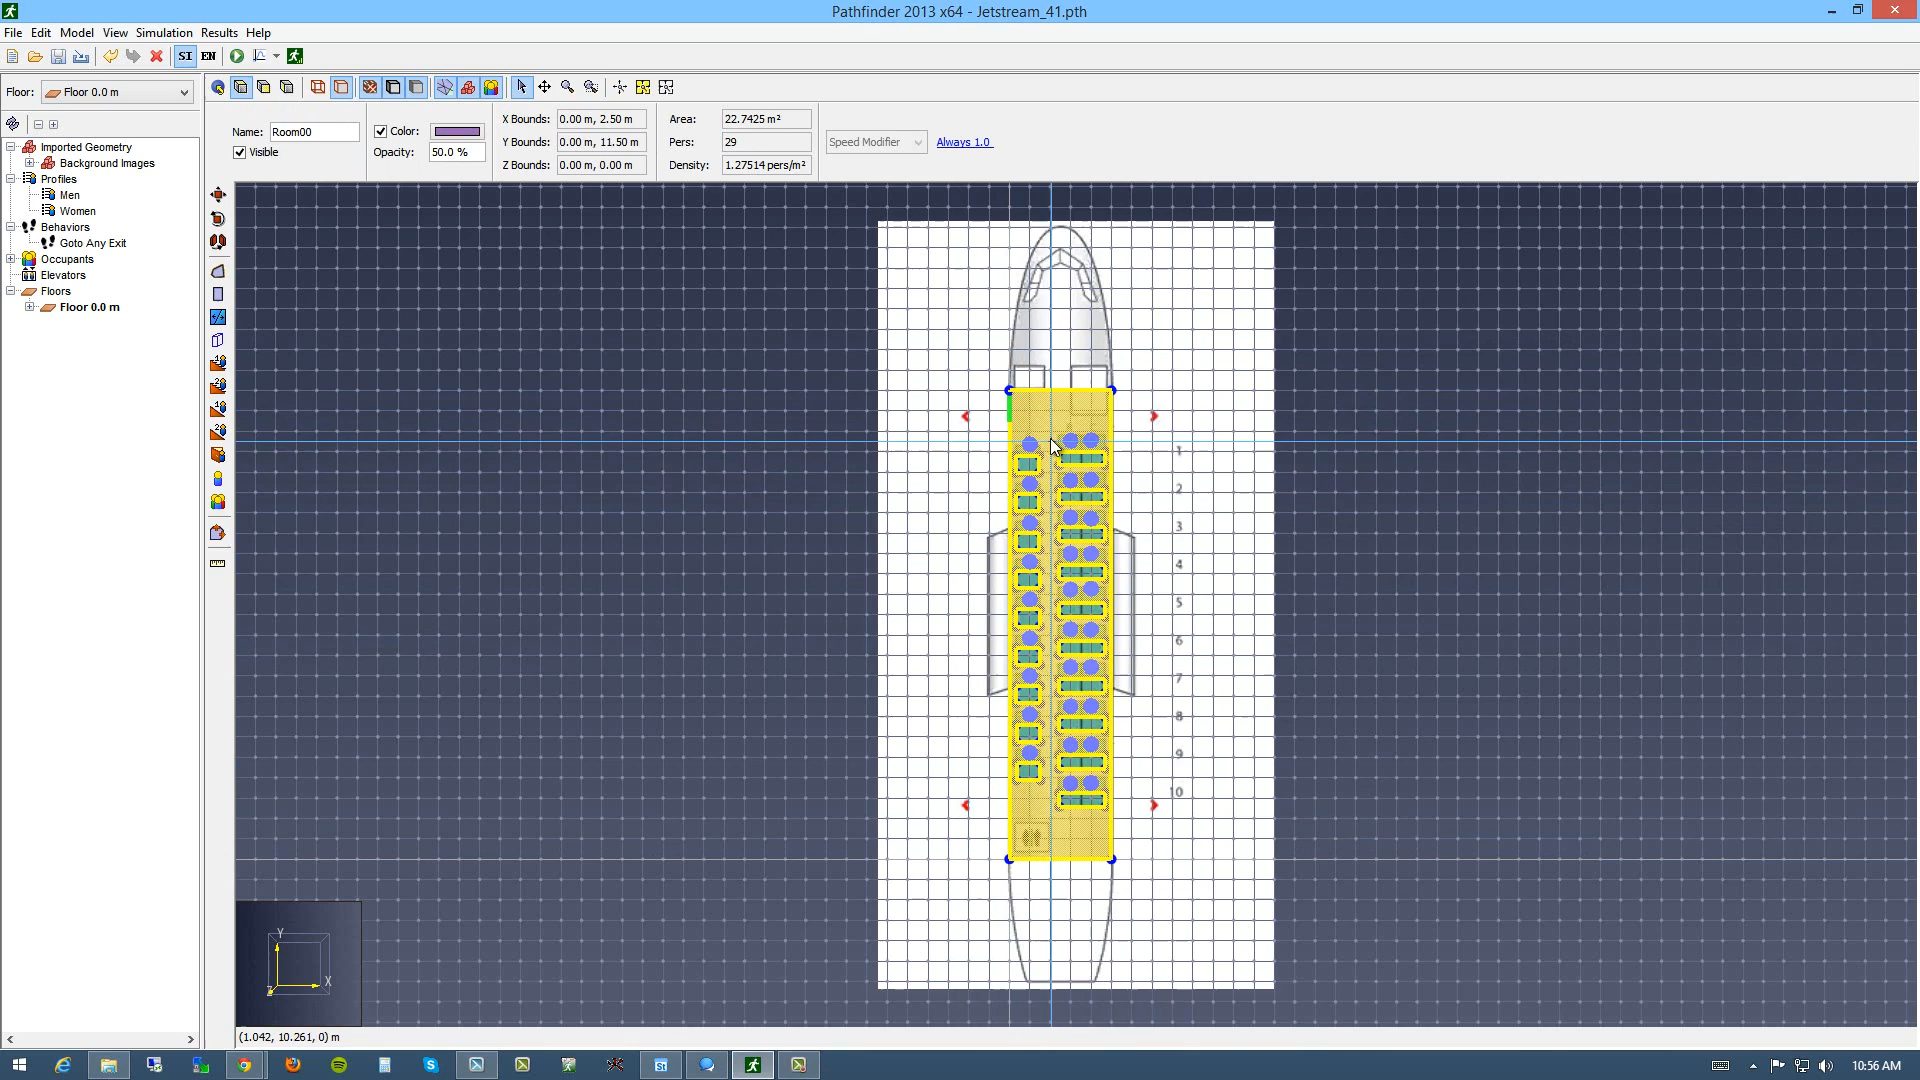 Pathfinder 2013 x64 - Jetstream_41.pth
File Edit Model View Simulation Results Help
SI EN
Floor: Floor 0.0 m
Name: Room00
Visible
Color:
Opacity: 50.0 %
X Bounds: 0.00 m, 2.50 m
Y Bounds: 0.00 m, 11.50 m
Z Bounds: 0.00 m, 0.00 m
Area: 22.7425 m²
Pers: 29
Density: 1.27514 pers/m²
Speed Modifier Always 1.0
Imported Geometry
Background Images
Profiles
Men
Women
Behaviors
Goto Any Exit
Occupants
Elevators
Floors
Floor 0.0 m
1
2
3
4
5
6
7
8
9
10
Y
X
Z
(1.042, 10.261, 0) m
10:56 AM